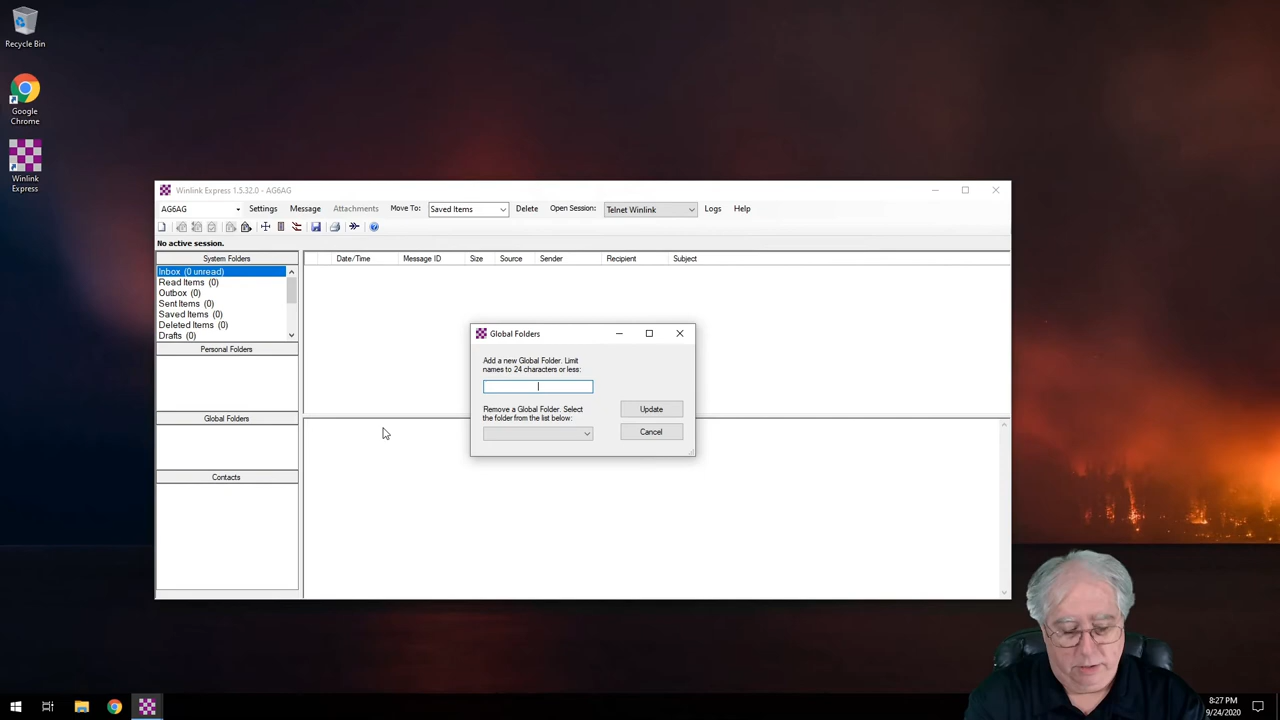 Recycle Bin
Google
Chrome
Winlink
Express
Winlink Express 1.5.32.0 - AG6AG
AG6AG Settings Message Attachments Move To: Saved Items Delete Open Session: Telnet Winlink Logs Help
No active session.
System Folders
Date/Time Message ID Size Source Sender Recipient Subject
Inbox (0 unread)
Read Items (0)
Outbox (0)
Sent Items (0)
Saved Items (0)
Deleted Items (0)
Drafts (0)
Personal Folders
Global Folders
Contacts
Global Folders
Add a new Global Folder. Limit
names to 24 characters or less:
Remove a Global Folder. Select
the folder from the list below:
Update
Cancel
8:27 PM
9/24/2020